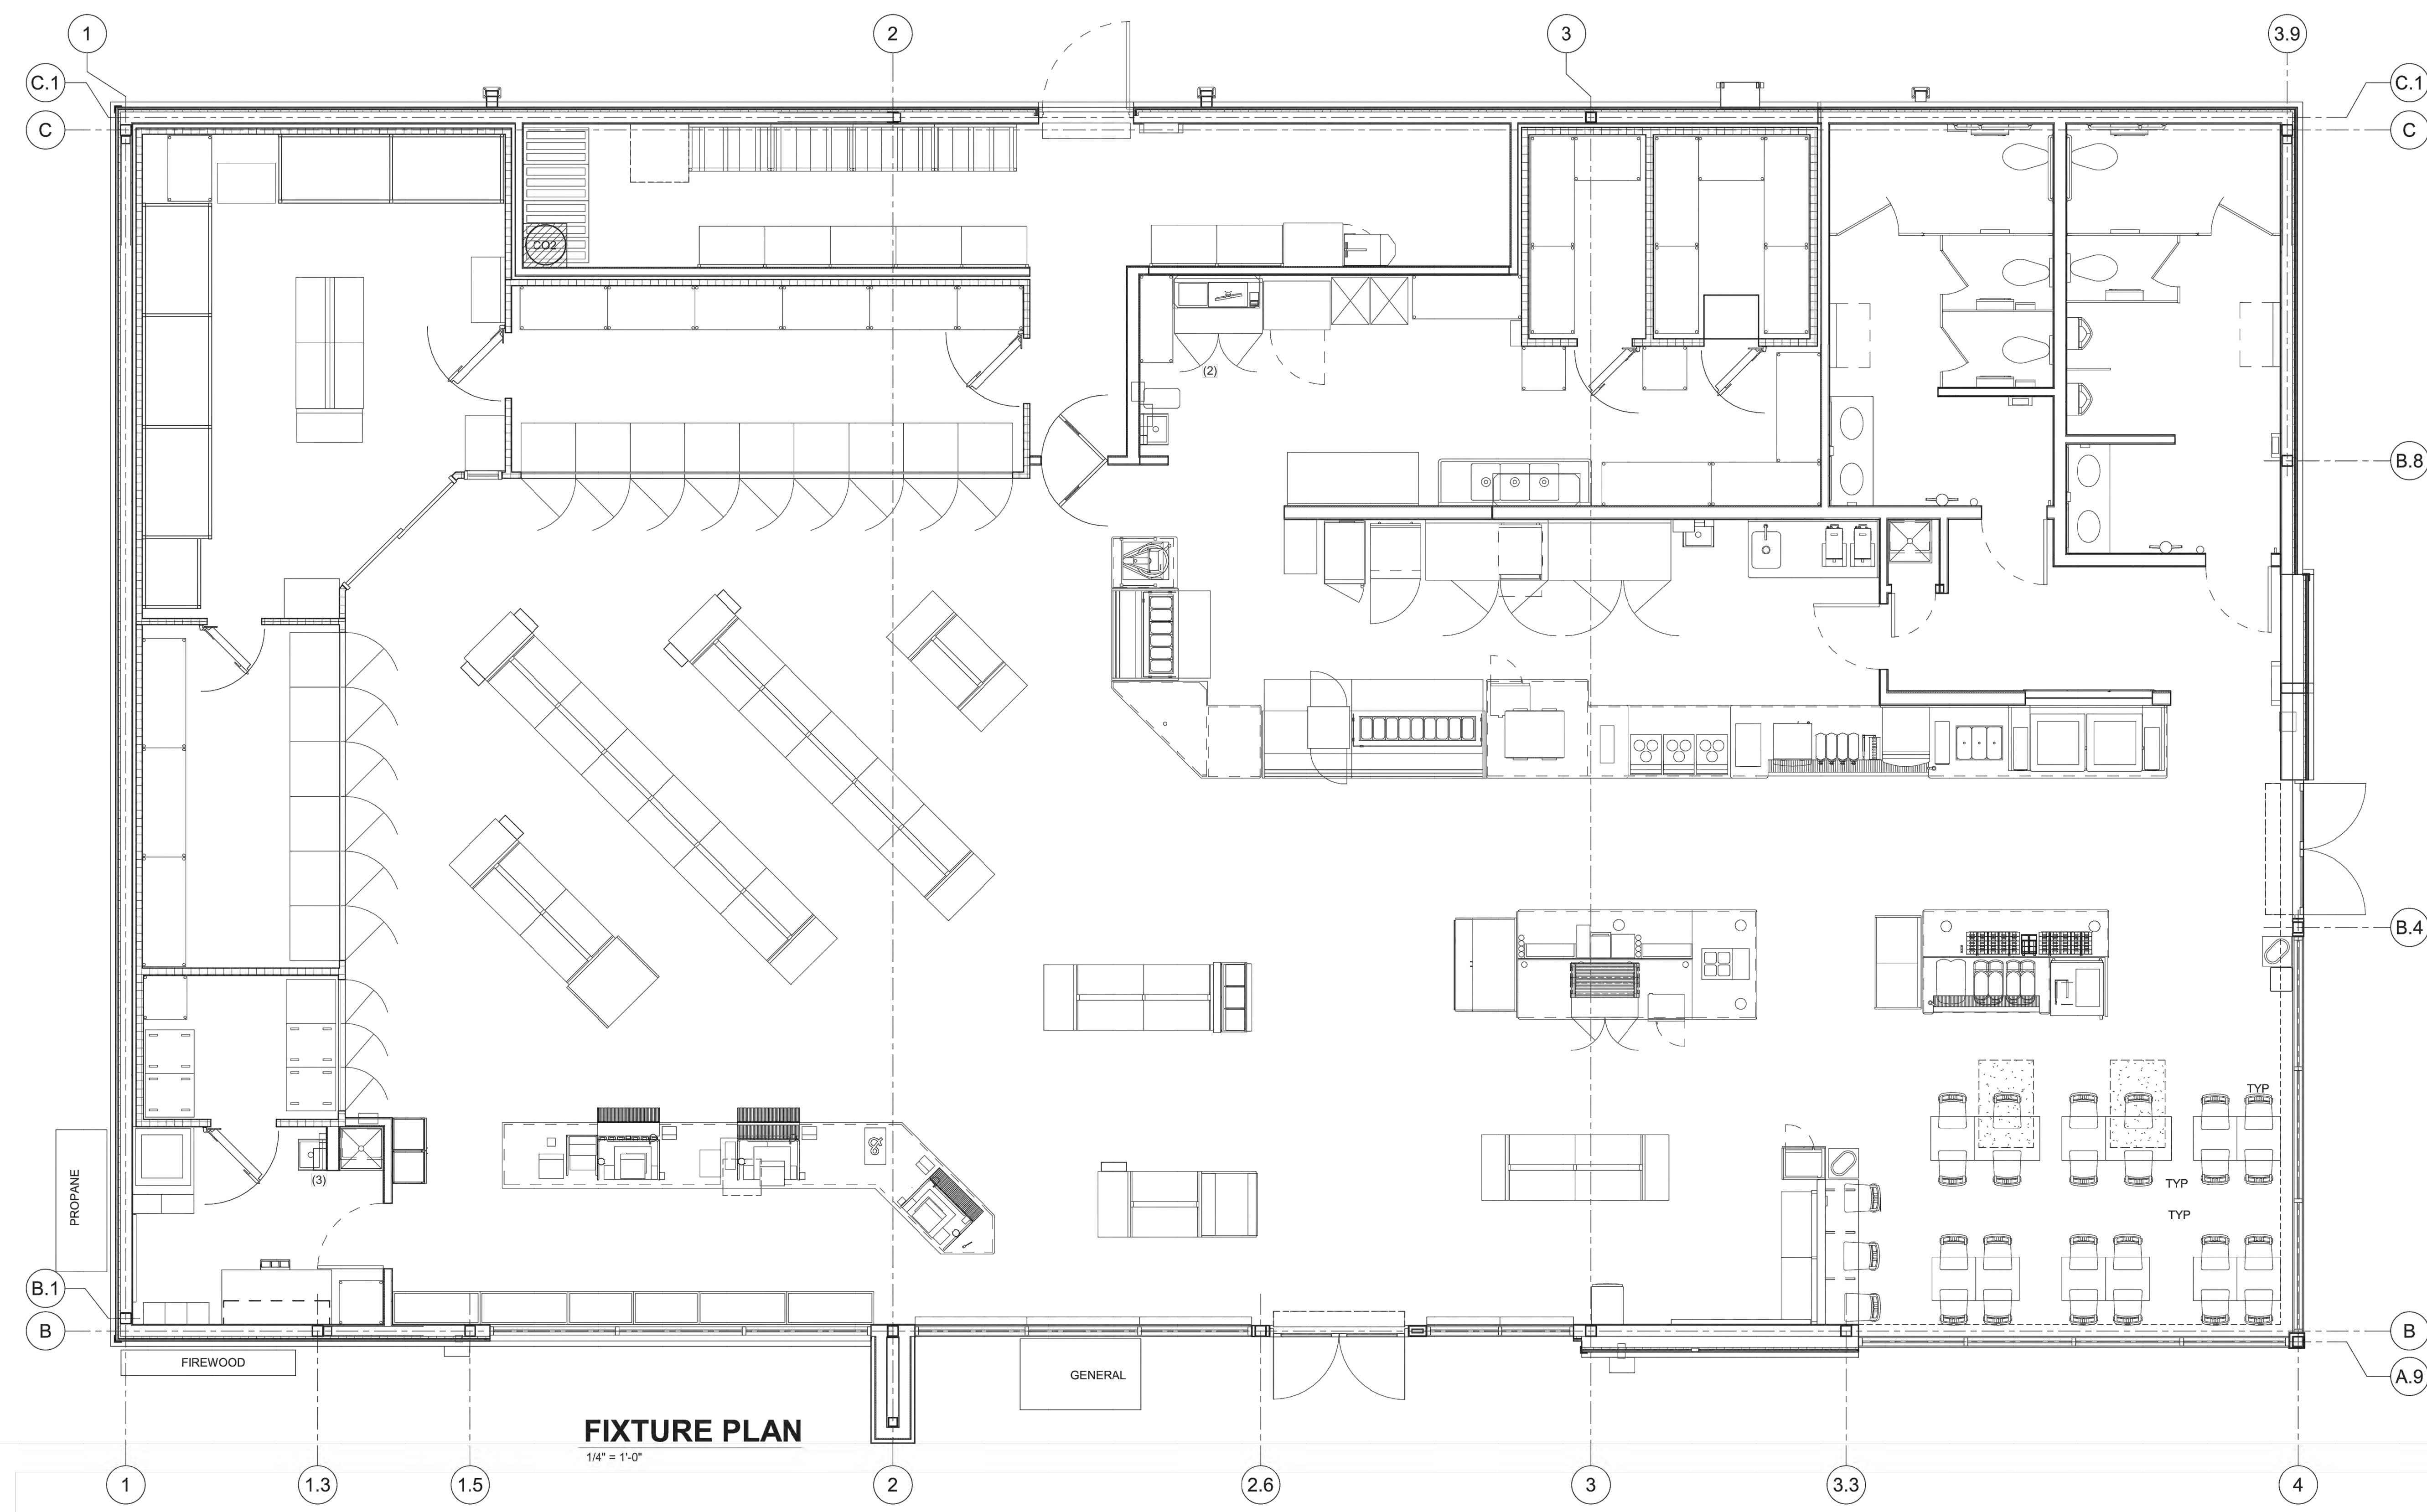 1
2
3
3.9
C.1
C.1
C
C
CO2
(2)
B.8
B.4
TYP
PROPANE
(3)
TYP
TYP
B.1
B
B
FIREWOOD
GENERAL
A.9
FIXTURE PLAN
1/4" = 1'-0"
1
1.3
1.5
2
2.6
3
3.3
4